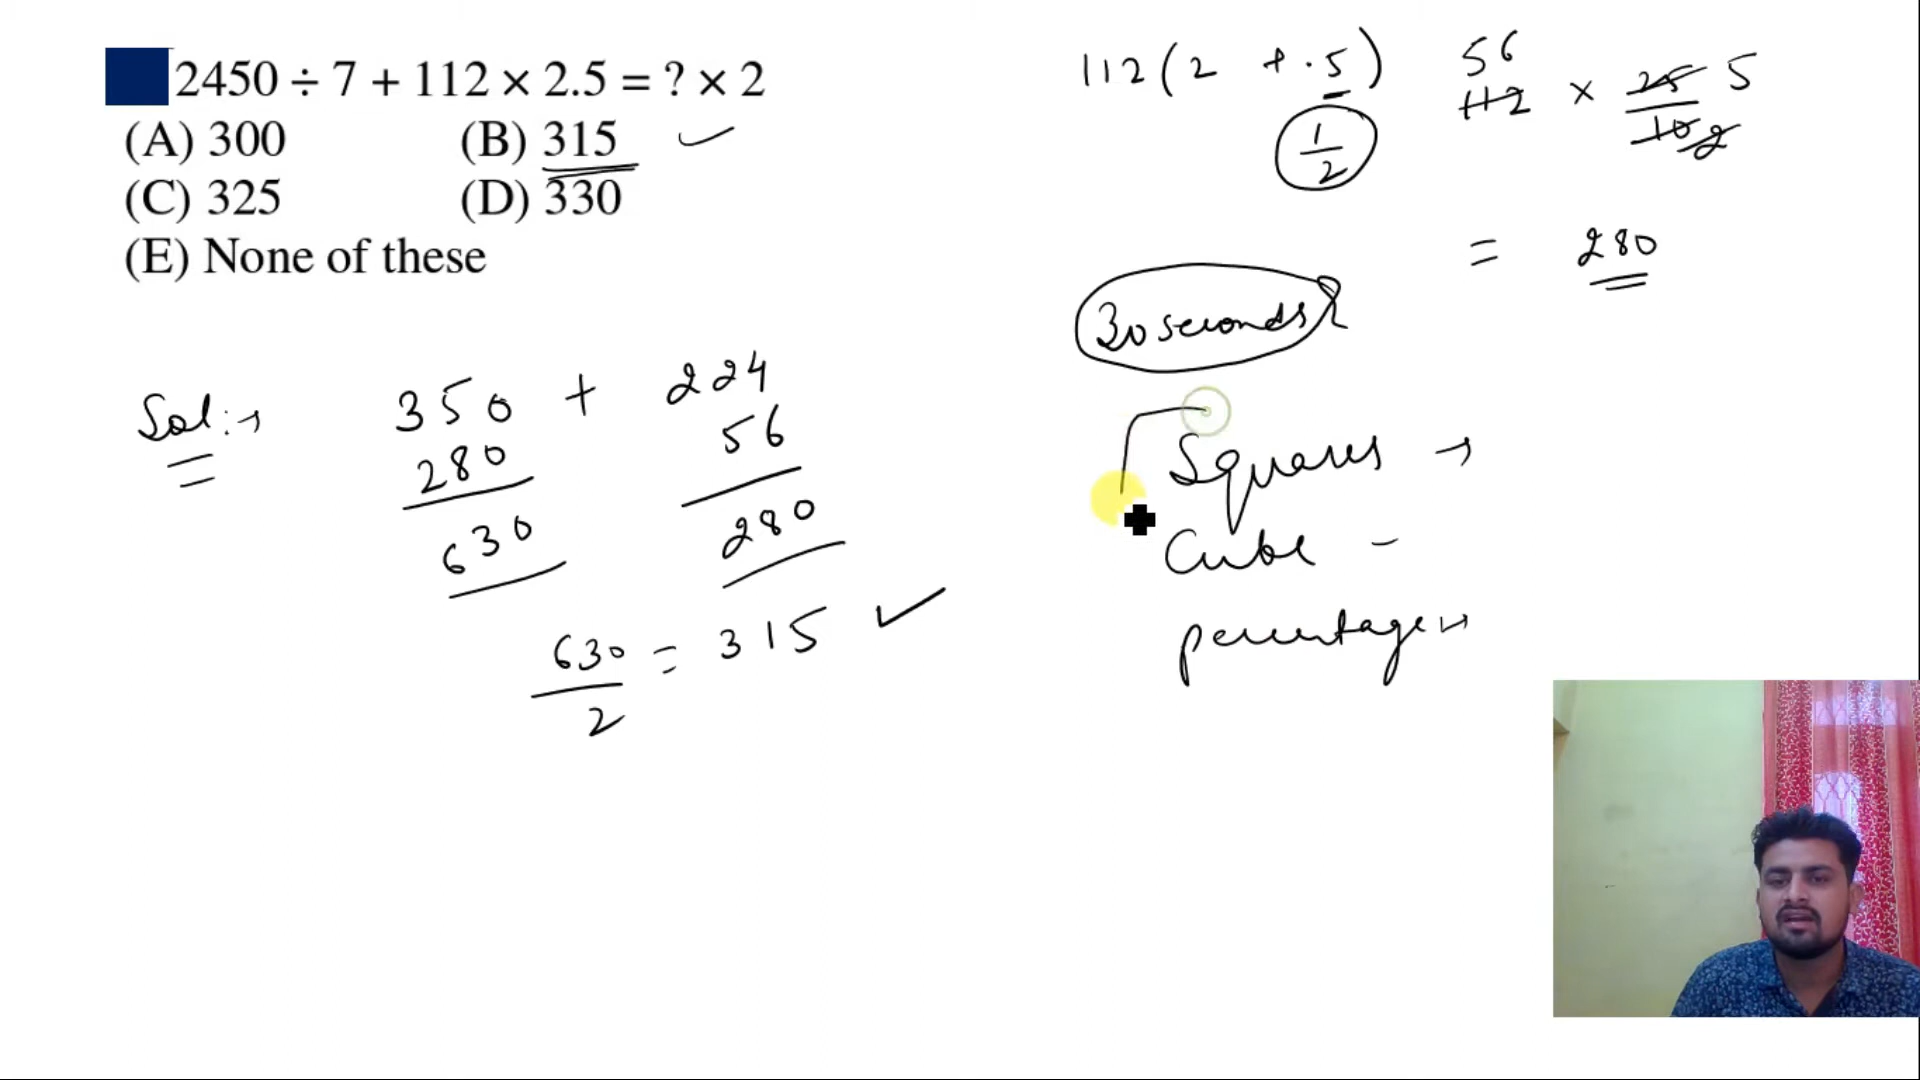 2450 ÷ 7 + 112 × 2.5 = ? × 2
(A) 300 (B) 315
(C) 325 (D) 330
(E) None of these
112(2 + .5)
1/2
56
112 × 25/10 5
2
= 280
30 seconds
Sol:→
350 + 224
280 56
630 280
630/2 = 315
Squares →
Cube -
percentage →